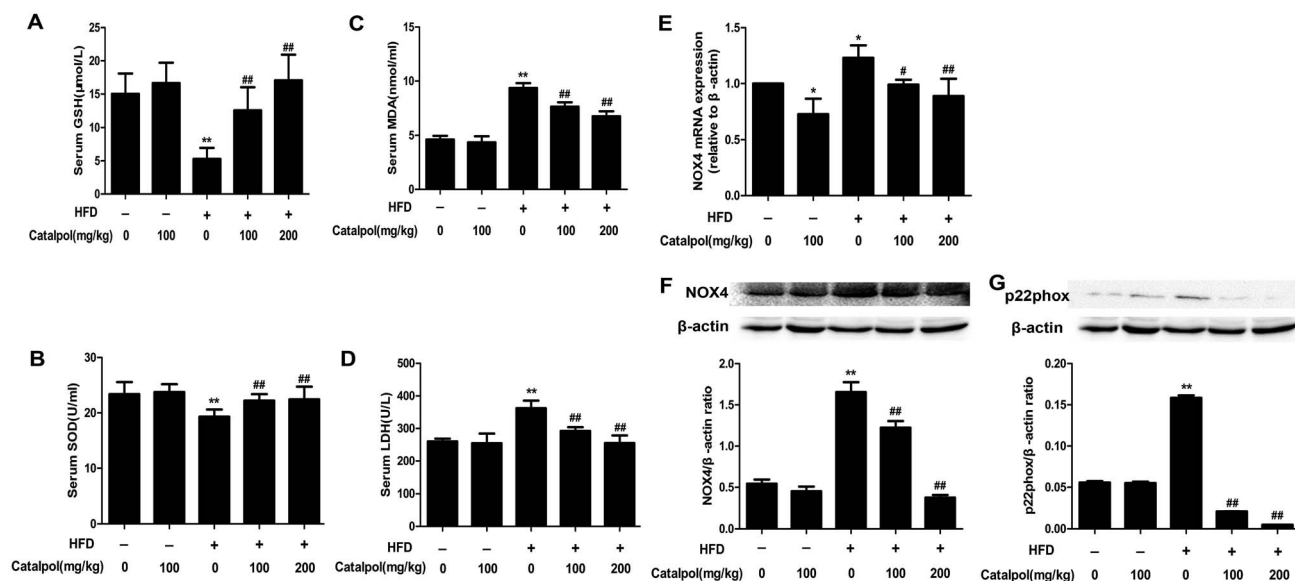 A
Serum GSH(μmol/L)
25
20
15
10
5
0
** ## ##
HFD – – + + +
Catalpol(mg/kg) 0 100 0 100 200
C
Serum MDA(nmol/ml)
15
10
5
0
** ## ##
HFD – – + + +
Catalpol(mg/kg) 0 100 0 100 200
E
NOX4 mRNA expression
(relative to β -actin)
1.5
1.0
0.5
0.0
* * # ##
HFD – – + + +
Catalpol(mg/kg) 0 100 0 100 200
B
Serum SOD(U/ml)
30
20
10
0
** ## ##
HFD – – + + +
Catalpol(mg/kg) 0 100 0 100 200
D
Serum LDH(U/L)
500
400
300
200
100
0
** ## ##
HFD – – + + +
Catalpol(mg/kg) 0 100 0 100 200
F
NOX4
β-actin
NOX4/β -actin ratio
2.0
1.5
1.0
0.5
0.0
** ## ##
HFD – – + + +
Catalpol(mg/kg) 0 100 0 100 200
G
p22phox
β-actin
p22phox/β -actin ratio
0.20
0.15
0.10
0.05
0.00
** ## ##
HFD – – + + +
Catalpol(mg/kg) 0 100 0 100 200